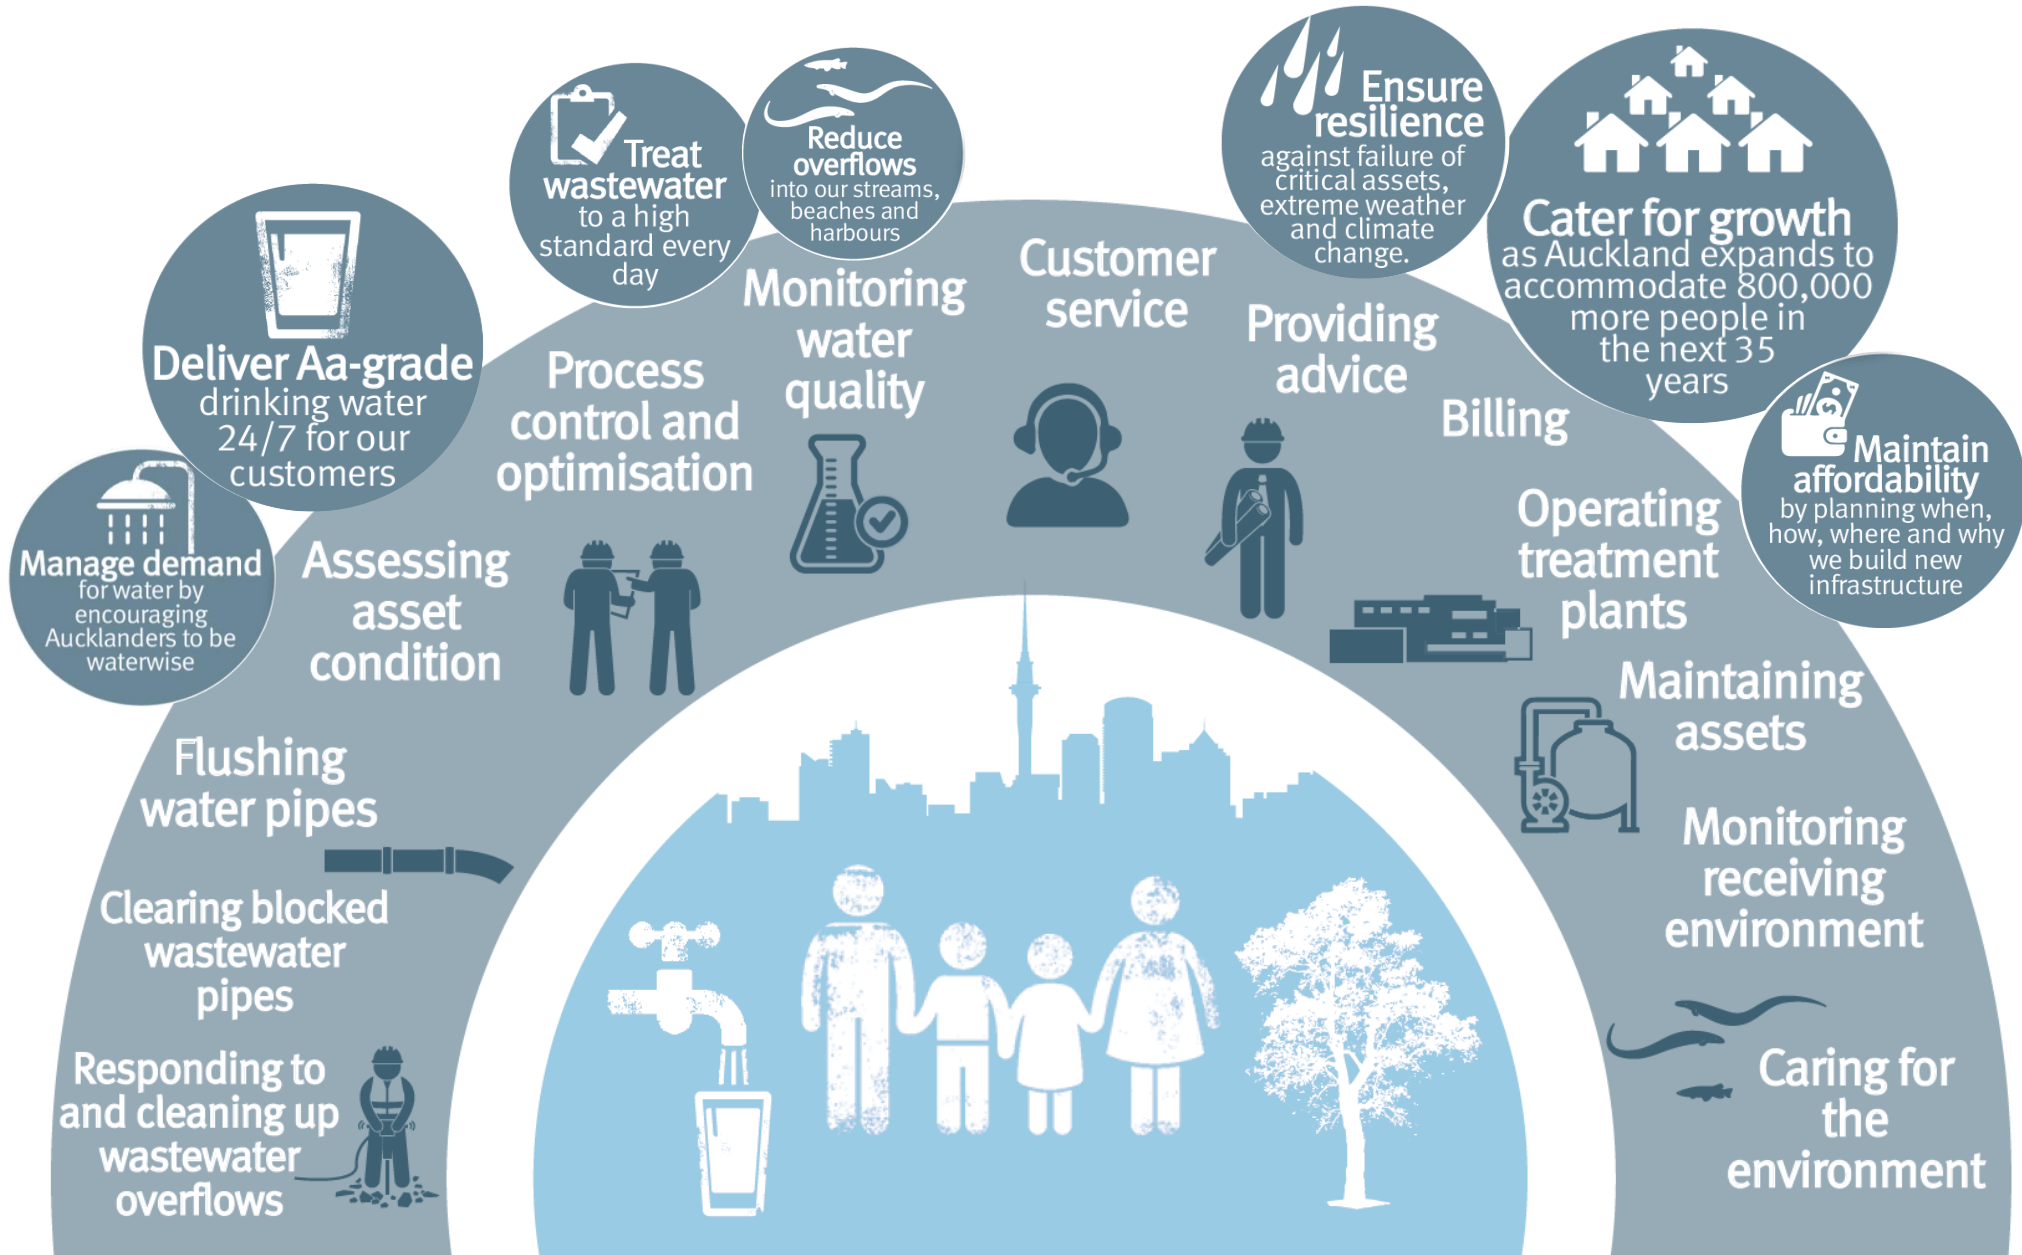 Manage demand
for water by
encouraging
Aucklanders to be
waterwise
Deliver Aa-grade
drinking water
24/7 for our
customers
Treat
wastewater
to a high
standard every
day
Reduce
overflows
into our streams,
beaches and
harbours
Ensure
resilience
against failure of
critical assets,
extreme weather
and climate
change.
Cater for growth
as Auckland expands to
accommodate 800,000
more people in
the next 35
years
Maintain
affordability
by planning when,
how, where and why
we build new
infrastructure
Responding to
and cleaning up
wastewater
overflows
Clearing blocked
wastewater
pipes
Flushing
water pipes
Assessing
asset
condition
Process
control and
optimisation
Monitoring
water
quality
Customer
service
Providing
advice
Billing
Operating
treatment
plants
Maintaining
assets
Monitoring
receiving
environment
Caring for
the
environment